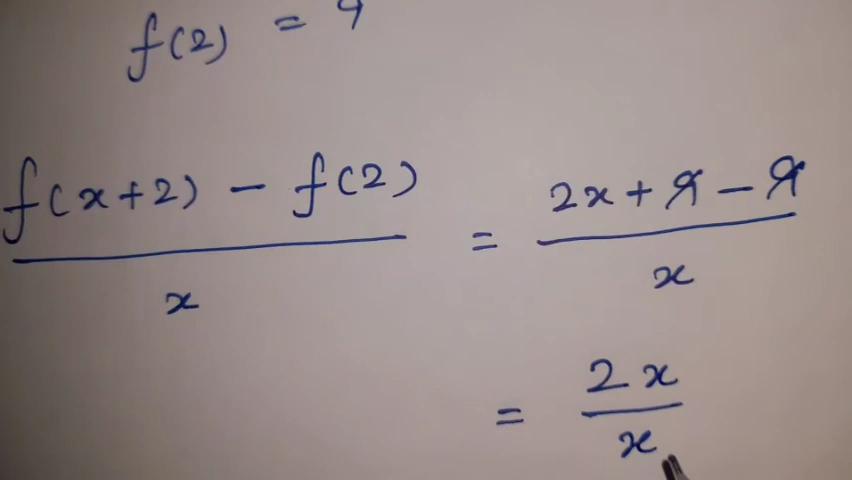 f(2) = 9
f(x+2) - f(2) / x = 2x + 9 - 9 / x
= 2x / x